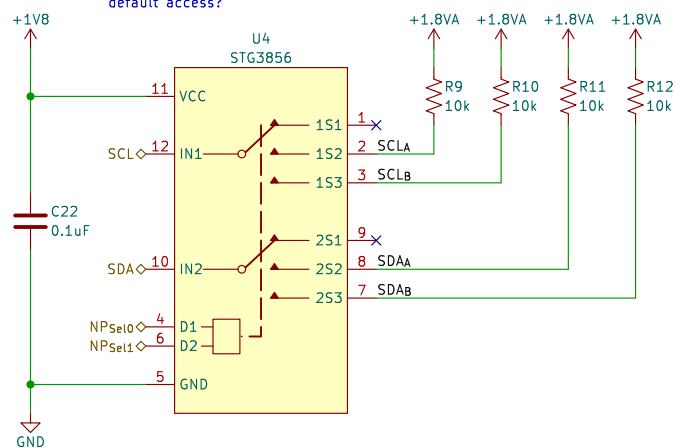 default access?
+1V8
U4
STG3856
+1.8VA
+1.8VA
+1.8VA
+1.8VA
R9
10k
R10
10k
R11
10k
R12
10k
11
VCC
1S1
1
SCL
12
IN1
1S2
2
SCLA
1S3
3
SCLB
C22
0.1uF
2S1
9
SDA
10
IN2
2S2
8
SDAA
2S3
7
SDAB
NPSel0
4
D1
NPSel1
6
D2
5
GND
GND